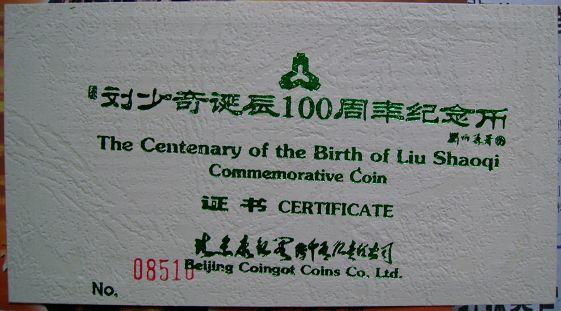 刘少奇诞辰100周年纪念币
The Centenary of the Birth of Liu Shaoqi
Commemorative Coin
证书 CERTIFICATE
Beijing Coingot Coins Co. Ltd.
No. 08510